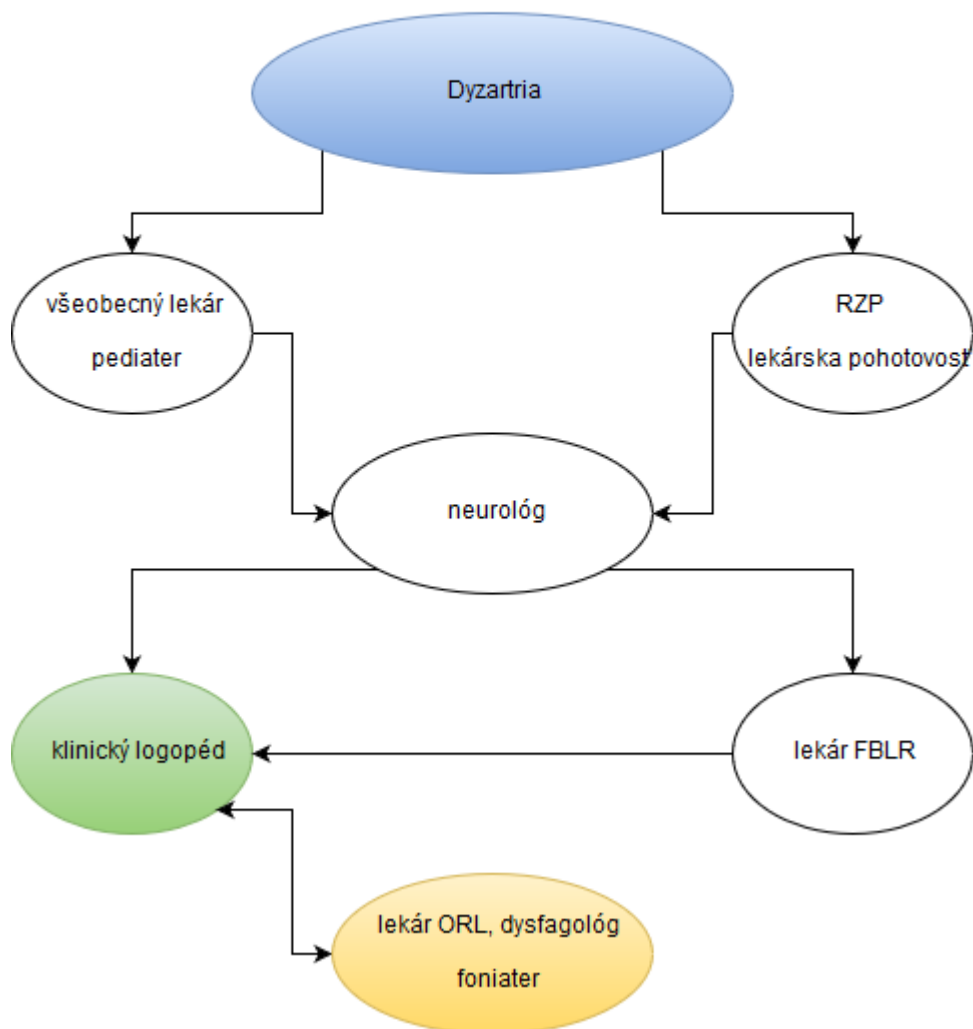 Dyzartria
všeobecný lekár
pediater
RZP
lekárska pohotovost
neurológ
klinický logopéd
lekár FBLR
lekár ORL, dysfagológ
foniater